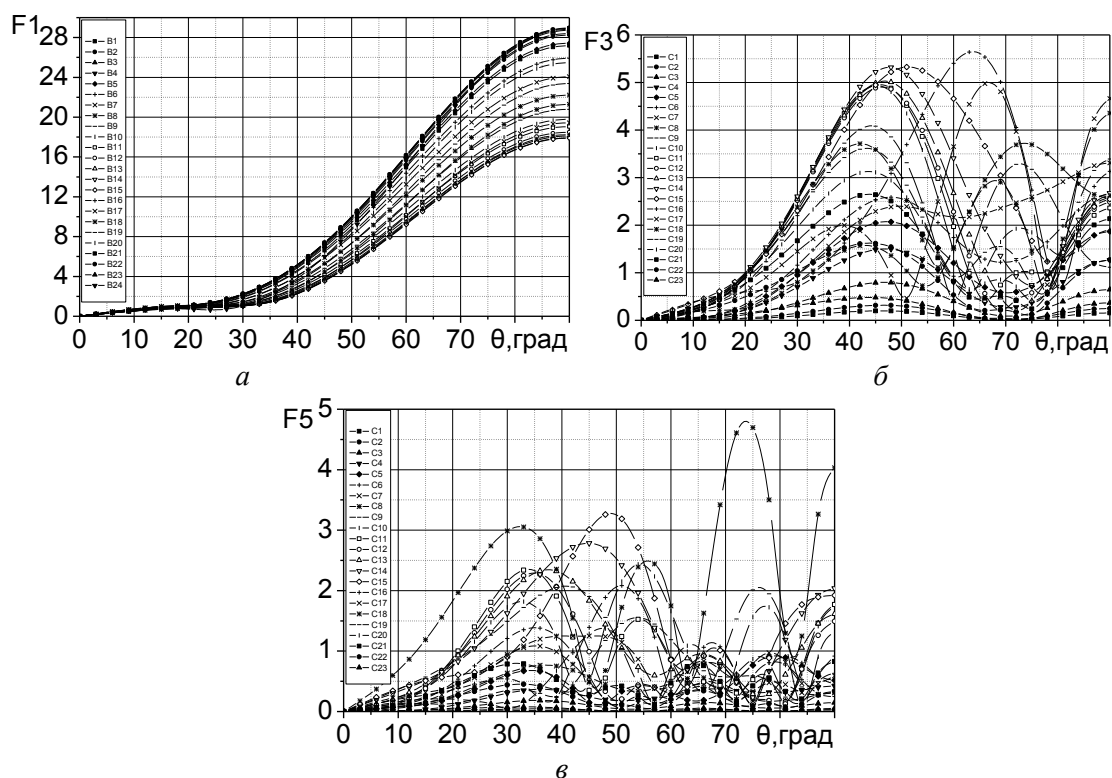 F1
28
24
20
16
12
8
4
0
B1
B2
B3
B4
B5
B6
B7
B8
B9
B10
B11
B12
B13
B14
B15
B16
B17
B18
B19
B20
B21
B22
B23
B24
0 10 20 30 40 50 60 70 θ,град
а
F3
6
5
4
3
2
1
0
C1
C2
C3
C4
C5
C6
C7
C8
C9
C10
C11
C12
C13
C14
C15
C16
C17
C18
C19
C20
C21
C22
C23
0 10 20 30 40 50 60 70 θ,град
б
F5
5
4
3
2
1
0
C1
C2
C3
C4
C5
C6
C7
C8
C9
C10
C11
C12
C13
C14
C15
C16
C17
C18
C19
C20
C21
C22
C23
0 10 20 30 40 50 60 70 θ,град
в